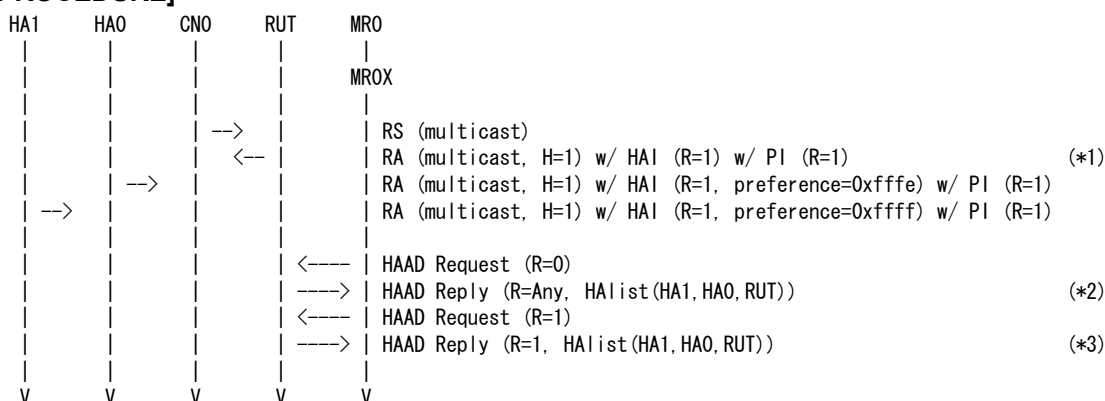 HA1 HA0 CN0 RUT MR0
MR0X
--> RS (multicast)
<-- RA (multicast, H=1) w/ HAI (R=1) w/ PI (R=1) (*1)
--> RA (multicast, H=1) w/ HAI (R=1, preference=0xfffe) w/ PI (R=1)
--> RA (multicast, H=1) w/ HAI (R=1, preference=0xffff) w/ PI (R=1)
<---- HAAD Request (R=0)
----> HAAD Reply (R=Any, HAlist(HA1,HA0,RUT)) (*2)
<---- HAAD Request (R=1)
----> HAAD Reply (R=1, HAlist(HA1,HA0,RUT)) (*3)
V V V V V